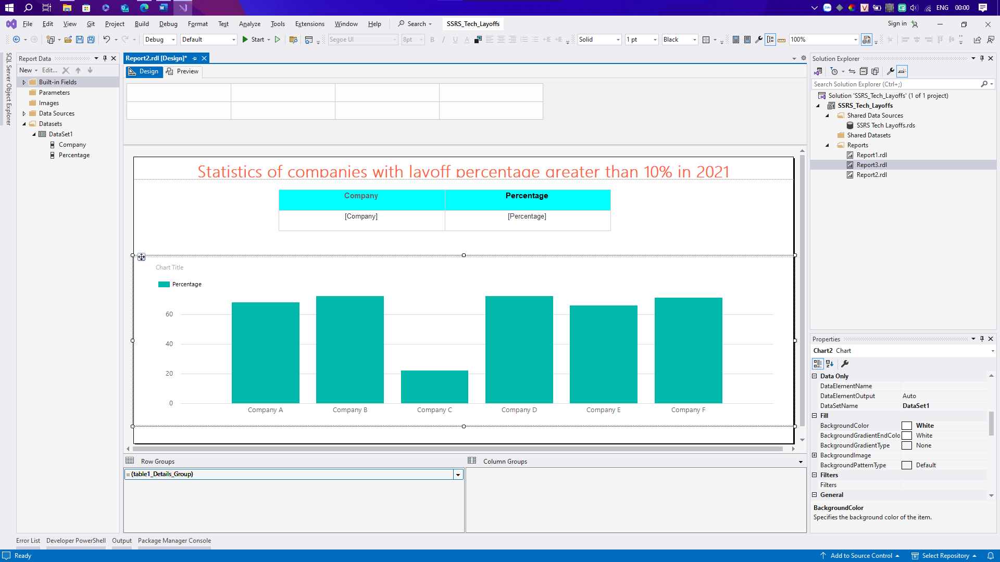 Zalo
V
ENG
00:00
File Edit View Git Project Build Debug Format Test Analyze Tools Extensions Window Help Search SSRS_Tech_Layoffs Sign in
Debug Default Start Segoe UI 8pt B I U A Solid 1 pt Black 100%
SQL Server Object Explorer
Report Data
New Edit...
Built-in Fields
Parameters
Images
Data Sources
Datasets
DataSet1
Company
Percentage
Report2.rdl [Design]*
Design Preview
Statistics of companies with layoff percentage greater than 10% in 2021
Company Percentage
[Company] [Percentage]
Chart Title
Percentage
60
40
20
0
Company A Company B Company C Company D Company E Company F
Row Groups Column Groups
(table1_Details_Group)
Solution Explorer
Search Solution Explorer (Ctrl+;)
Solution 'SSRS_Tech_Layoffs' (1 of 1 project)
SSRS_Tech_Layoffs
Shared Data Sources
SSRS Tech Layoffs.rds
Shared Datasets
Reports
Report1.rdl
Report3.rdl
Report2.rdl
Properties
Chart2 Chart
Data Only
DataElementName
DataElementOutput Auto
DataSetName DataSet1
Fill
BackgroundColor White
BackgroundGradientEndColo White
BackgroundGradientType None
BackgroundImage
BackgroundPatternType Default
Filters
Filters
General
BackgroundColor
Specifies the background color of the item.
Error List Developer PowerShell Output Package Manager Console
Ready Add to Source Control Select Repository